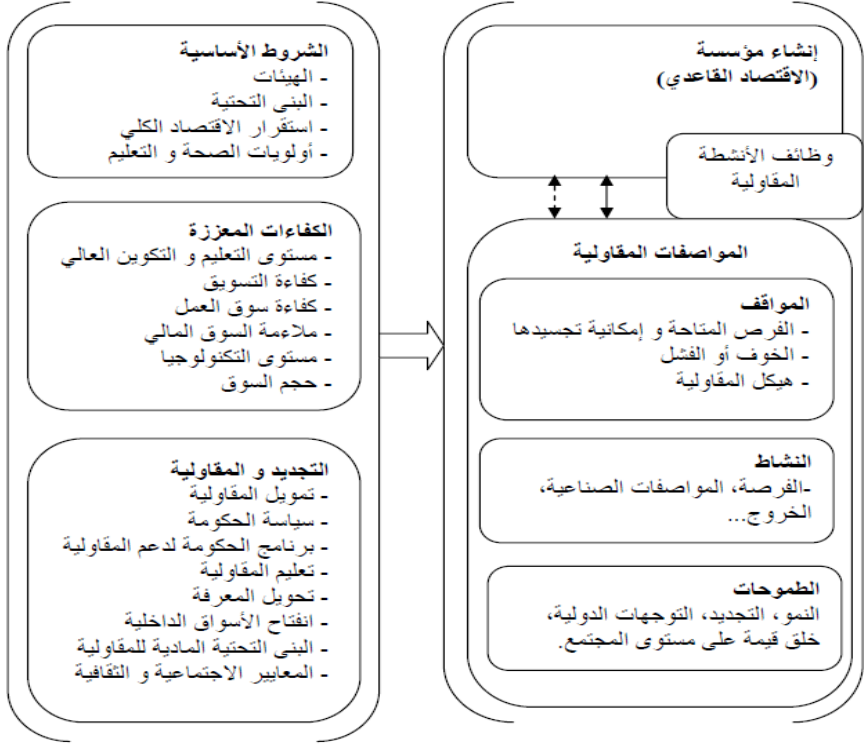 إنشاء مؤسسة
(الاقتصاد القاعدي)
وظائف الأنشطة
المقاولية
المواصفات المقاولية
المواقف
- الفرص المتاحة و إمكانية تجسيدها
- الخوف أو الفشل
- هيكل المقاولية
النشاط
-الفرصة، المواصفات الصناعية،
الخروج...
الطموحات
النمو، التجديد، التوجهات الدولية،
خلق قيمة على مستوى المجتمع.
الشروط الأساسية
- الهيئات
- البنى التحتية
- استقرار الاقتصاد الكلي
- أولويات الصحة و التعليم
الكفاءات المعززة
- مستوى التعليم و التكوين العالي
- كفاءة التسويق
- كفاءة سوق العمل
- ملاءمة السوق المالي
- مستوى التكنولوجيا
- حجم السوق
التجديد و المقاولية
- تمويل المقاولية
- سياسة الحكومة
- برنامج الحكومة لدعم المقاولية
- تعليم المقاولية
- تحويل المعرفة
- انفتاح الأسواق الداخلية
- البنى التحتية المادية للمقاولية
- المعايير الاجتماعية و الثقافية